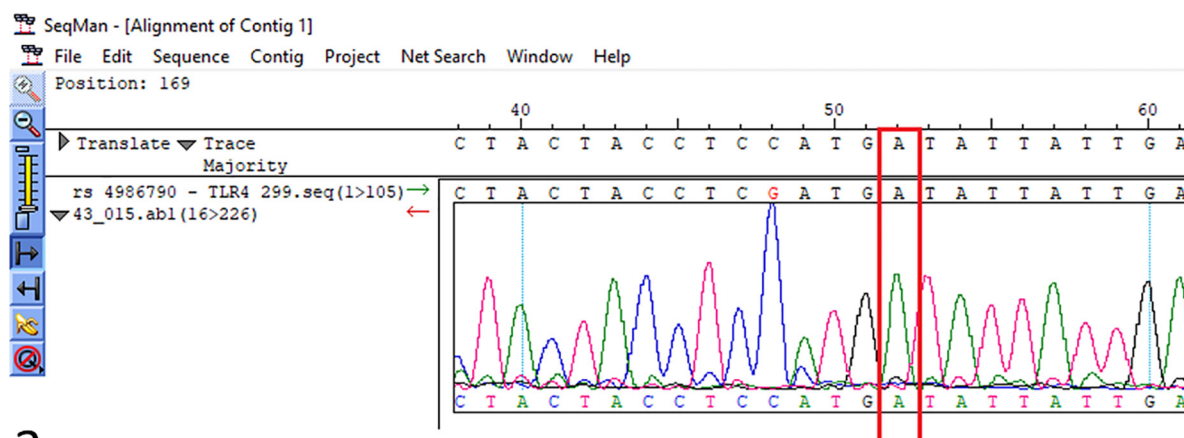 SeqMan - [Alignment of Contig 1]
File Edit Sequence Contig Project Net Search Window Help
Position: 169
40 50 60
Translate Trace C T A C T A C C T C C A T G A T A T T A T T G A
Majority
rs 4986790 - TLR4 299.seq(1>105) C T A C T A C C T C G A T G A T A T T A T T G A
43_015.ab1(16>226)
C T A C T A C C T C C A T G A T A T T A T T G A
a